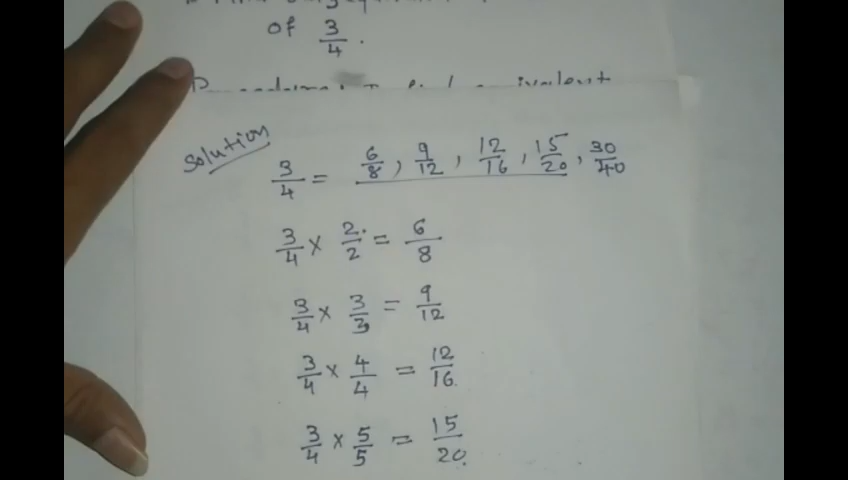 of 3/4.
Solution
3/4 = 6/8, 9/12, 12/16, 15/20, 30/40
3/4 × 2/2 = 6/8
3/4 × 3/3 = 9/12
3/4 × 4/4 = 12/16
3/4 × 5/5 = 15/20